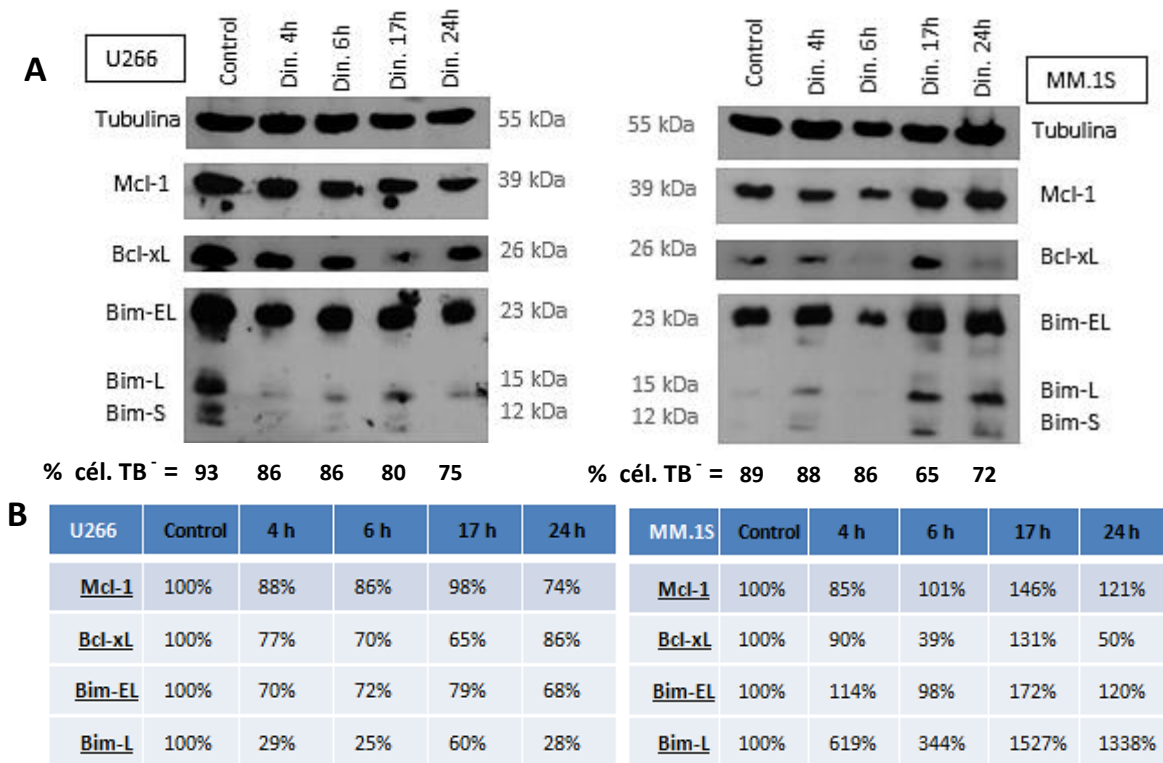 A
U266
Control
Din. 4h
Din. 6h
Din. 17h
Din. 24h
Tubulina
55 kDa
Mcl-1
39 kDa
Bcl-xL
26 kDa
Bim-EL
23 kDa
Bim-L
15 kDa
Bim-S
12 kDa
% cél. TB⁻ = 93 86 86 80 75
MM.1S
Control
Din. 4h
Din. 6h
Din. 17h
Din. 24h
55 kDa
Tubulina
39 kDa
Mcl-1
26 kDa
Bcl-xL
23 kDa
Bim-EL
15 kDa
Bim-L
12 kDa
Bim-S
% cél. TB⁻ = 89 88 86 65 72
B
U266 Control 4 h 6 h 17 h 24 h
Mcl-1 100% 88% 86% 98% 74%
Bcl-xL 100% 77% 70% 65% 86%
Bim-EL 100% 70% 72% 79% 68%
Bim-L 100% 29% 25% 60% 28%
MM.1S Control 4 h 6 h 17 h 24 h
Mcl-1 100% 85% 101% 146% 121%
Bcl-xL 100% 90% 39% 131% 50%
Bim-EL 100% 114% 98% 172% 120%
Bim-L 100% 619% 344% 1527% 1338%